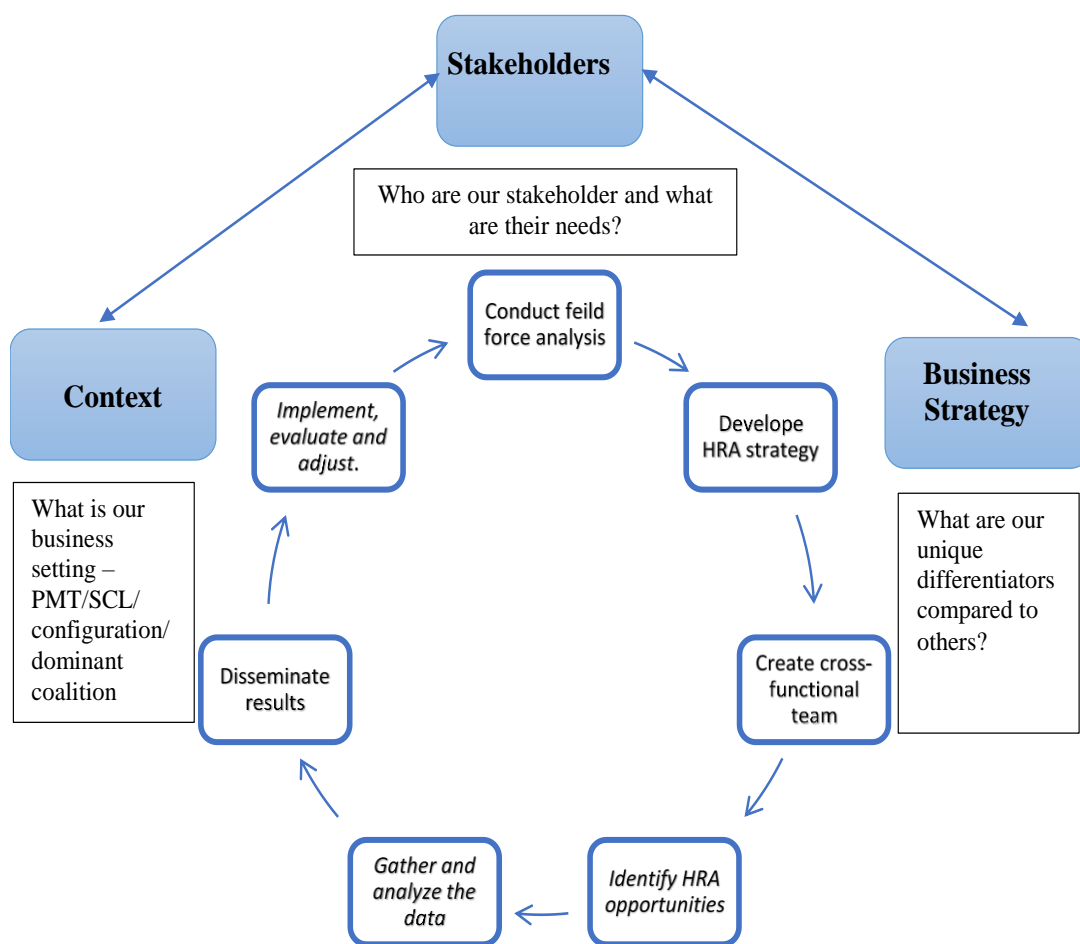 Stakeholders
Who are our stakeholder and what
are their needs?
Conduct feild
force analysis
Context
Business
Strategy
Implement,
evaluate and
adjust.
Develope
HRA strategy
What is our
business
setting –
PMT/SCL/
configuration/
dominant
coalition
What are our
unique
differentiators
compared to
others?
Disseminate
results
Create cross-
functional
team
Gather and
analyze the
data
Identify HRA
opportunities